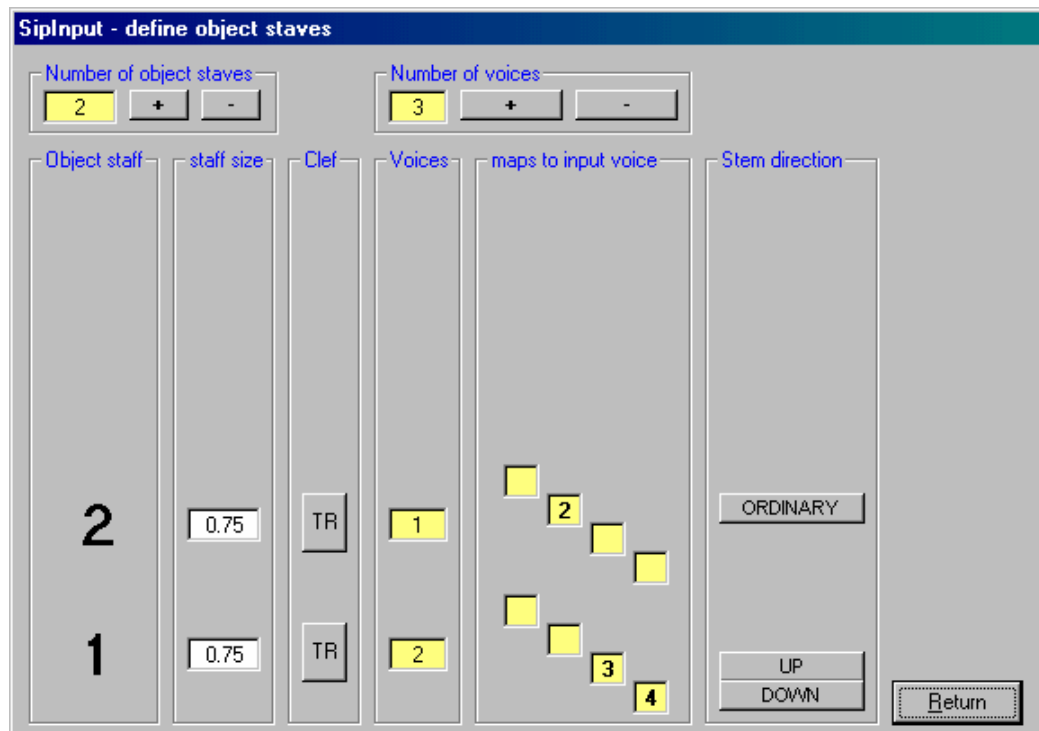 SipInput - define object staves
Number of object staves
2 + -
Number of voices
3 + -
Object staff staff size Clef Voices maps to input voice Stem direction
2 0.75 TR 1 2 ORDINARY
1 0.75 TR 2 3 4 UP DOWN
Return